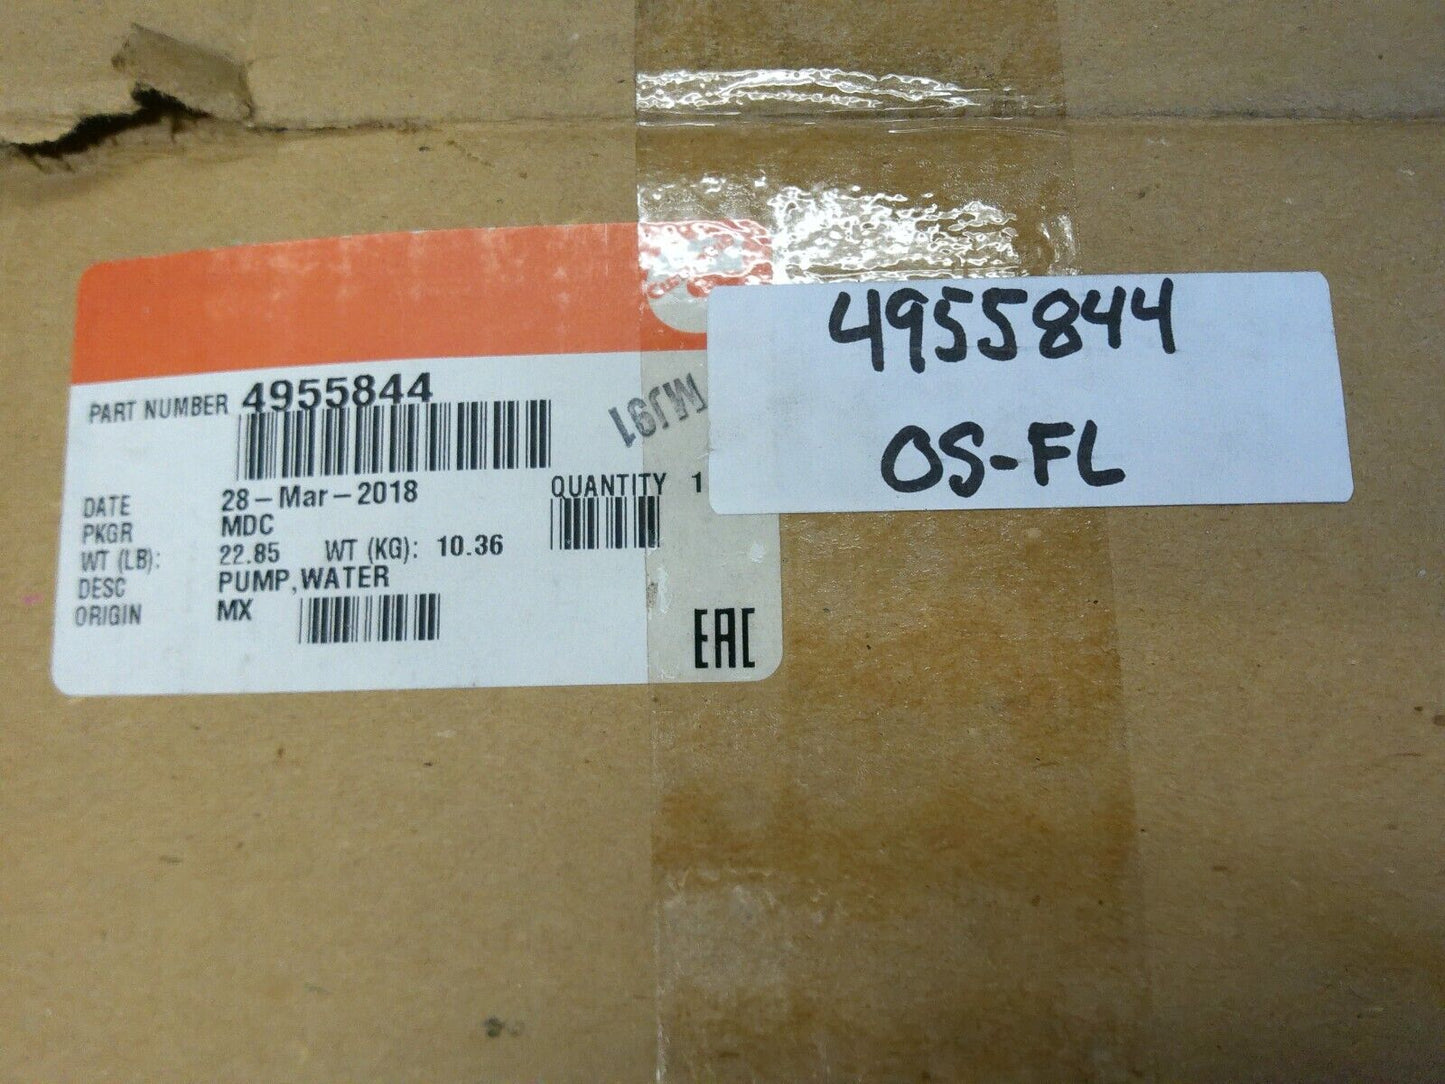 PART NUMBER 4955844
MJ91
DATE 28-Mar-2018
QUANTITY 1
PKGR MDC
WT (LB): 22.85 WT (KG): 10.36
DESC PUMP,WATER
ORIGIN MX
EAC
4955844
OS-FL